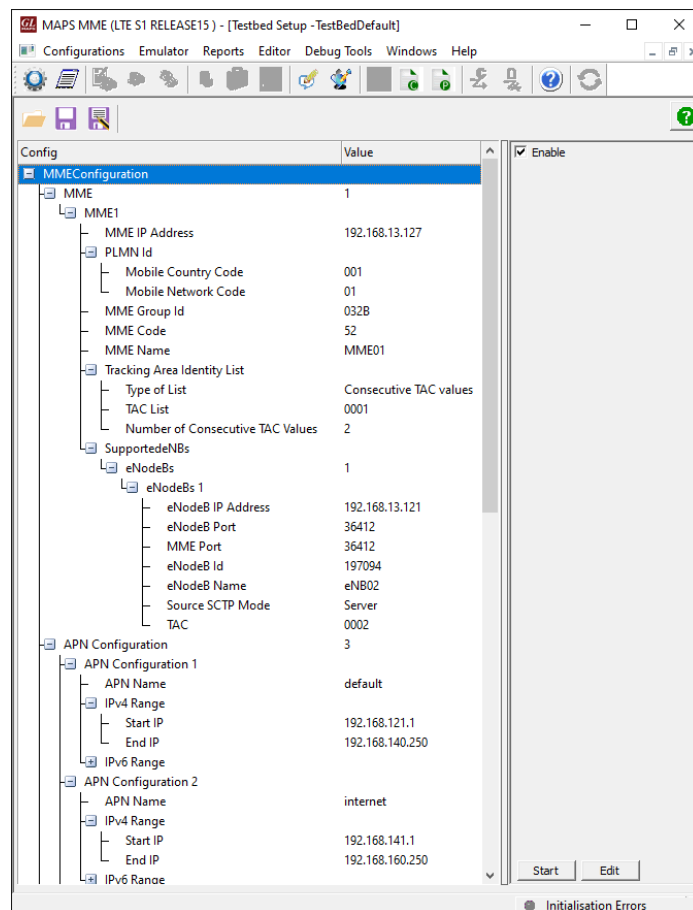 GL MAPS MME (LTE S1 RELEASE15 ) - [Testbed Setup -TestBedDefault]
Configurations Emulator Reports Editor Debug Tools Windows Help
Config Value
Enable
MMEConfiguration
MME 1
MME1
MME IP Address 192.168.13.127
PLMN Id
Mobile Country Code 001
Mobile Network Code 01
MME Group Id 032B
MME Code 52
MME Name MME01
Tracking Area Identity List
Type of List Consecutive TAC values
TAC List 0001
Number of Consecutive TAC Values 2
SupportedeNBs
eNodeBs 1
eNodeBs 1
eNodeB IP Address 192.168.13.121
eNodeB Port 36412
MME Port 36412
eNodeB Id 197094
eNodeB Name eNB02
Source SCTP Mode Server
TAC 0002
APN Configuration 3
APN Configuration 1
APN Name default
IPv4 Range
Start IP 192.168.121.1
End IP 192.168.140.250
IPv6 Range
APN Configuration 2
APN Name internet
IPv4 Range
Start IP 192.168.141.1
End IP 192.168.160.250
IPv6 Range
Start Edit
Initialisation Errors